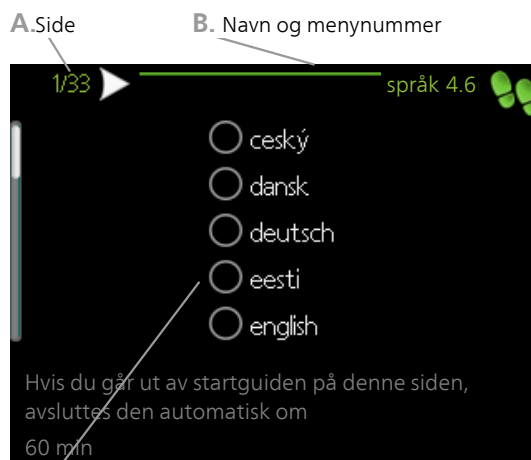 A. Side
B. Navn og menynummer
1/33
språk 4.6
ceský
dansk
deutsch
eesti
english
Hvis du går ut av startguiden på denne siden,
avsluttes den automatisk om
60 min